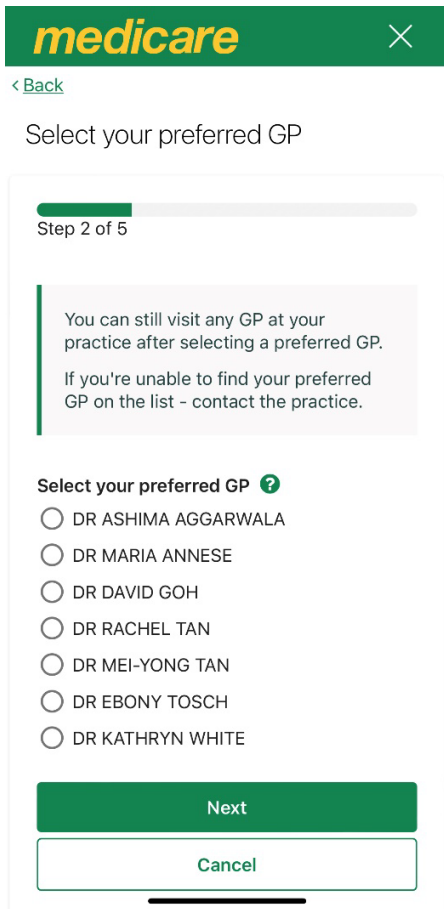 medicare
< Back
Select your preferred GP
Step 2 of 5
You can still visit any GP at your
practice after selecting a preferred GP.
If you're unable to find your preferred
GP on the list - contact the practice.
Select your preferred GP ?
DR ASHIMA AGGARWALA
DR MARIA ANNESE
DR DAVID GOH
DR RACHEL TAN
DR MEI-YONG TAN
DR EBONY TOSCH
DR KATHRYN WHITE
Next
Cancel